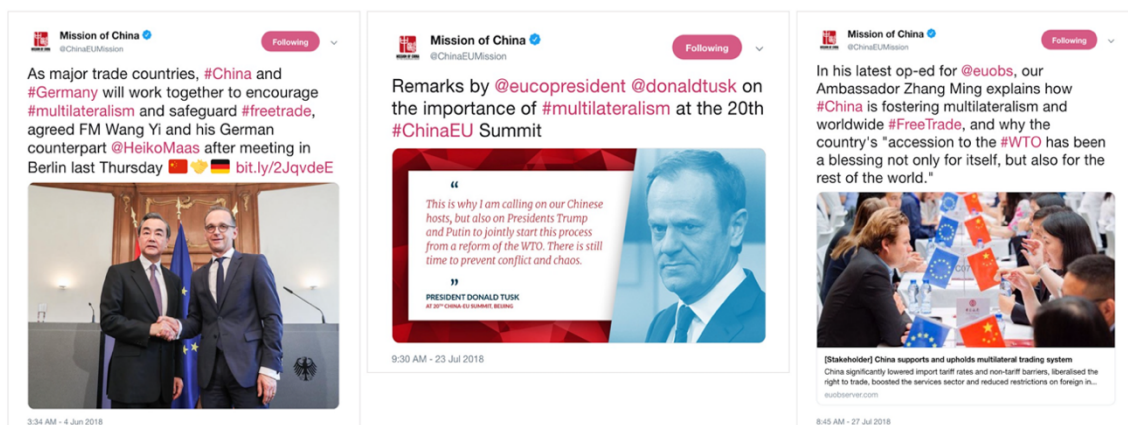 Mission of China
@ChinaEUMission
Following
As major trade countries, #China and
#Germany will work together to encourage
#multilateralism and safeguard #freetrade,
agreed FM Wang Yi and his German
counterpart @HeikoMaas after meeting in
Berlin last Thursday 🇨🇳🤝🇩🇪 bit.ly/2JqvdeE
3:34 AM - 4 Jun 2018
Mission of China
@ChinaEUMission
Following
Remarks by @eucopresident @donaldtusk on
the importance of #multilateralism at the 20th
#ChinaEU Summit
“
This is why I am calling on our Chinese
hosts, but also on Presidents Trump
and Putin to jointly start this process
from a reform of the WTO. There is still
time to prevent conflict and chaos.
”
PRESIDENT DONALD TUSK
AT 20TH CHINA-EU SUMMIT, BEIJING
9:30 AM - 23 Jul 2018
Mission of China
@ChinaEUMission
Following
In his latest op-ed for @euobs, our
Ambassador Zhang Ming explains how
#China is fostering multilateralism and
worldwide #FreeTrade, and why the
country's "accession to the #WTO has been
a blessing not only for itself, but also for the
rest of the world."
[Stakeholder] China supports and upholds multilateral trading system
China significantly lowered import tariff rates and non-tariff barriers, liberalised the
right to trade, boosted the services sector and reduced restrictions on foreign in...
euobserver.com
8:45 AM - 27 Jul 2018